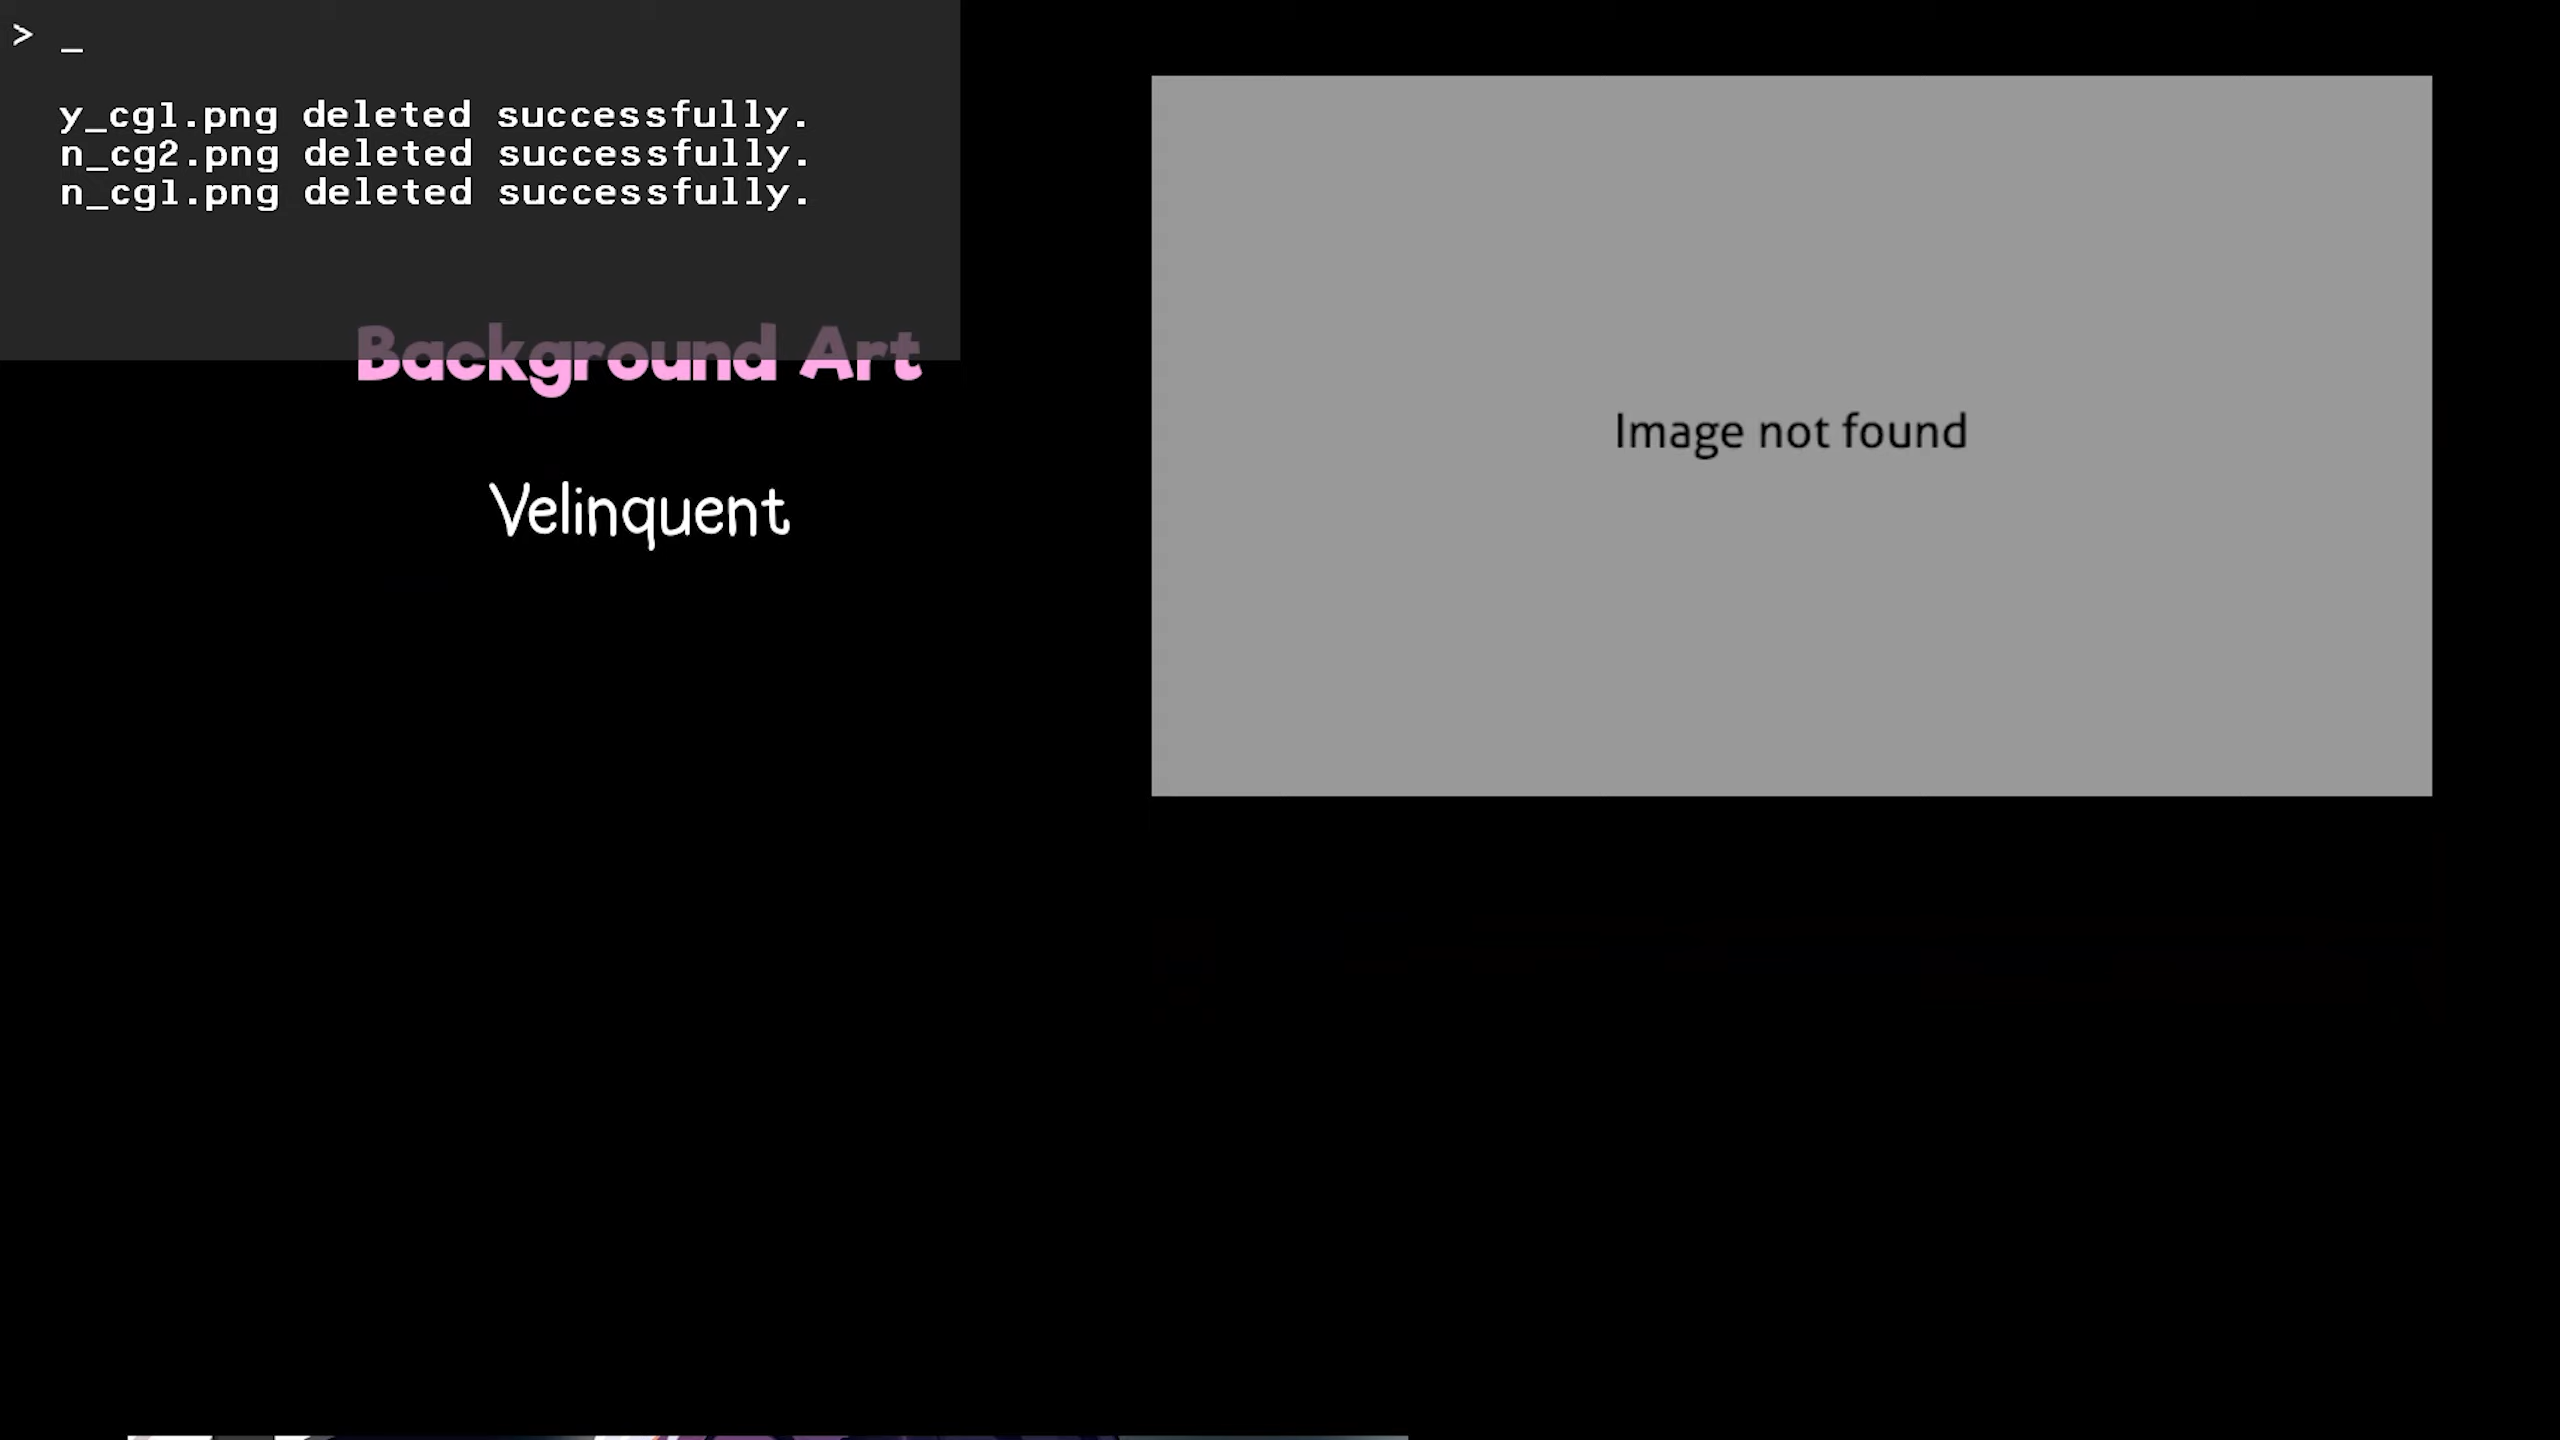 > _
y_cg1.png deleted successfully.
n_cg2.png deleted successfully.
n_cg1.png deleted successfully.
Background Art
Velinquent
Image not found